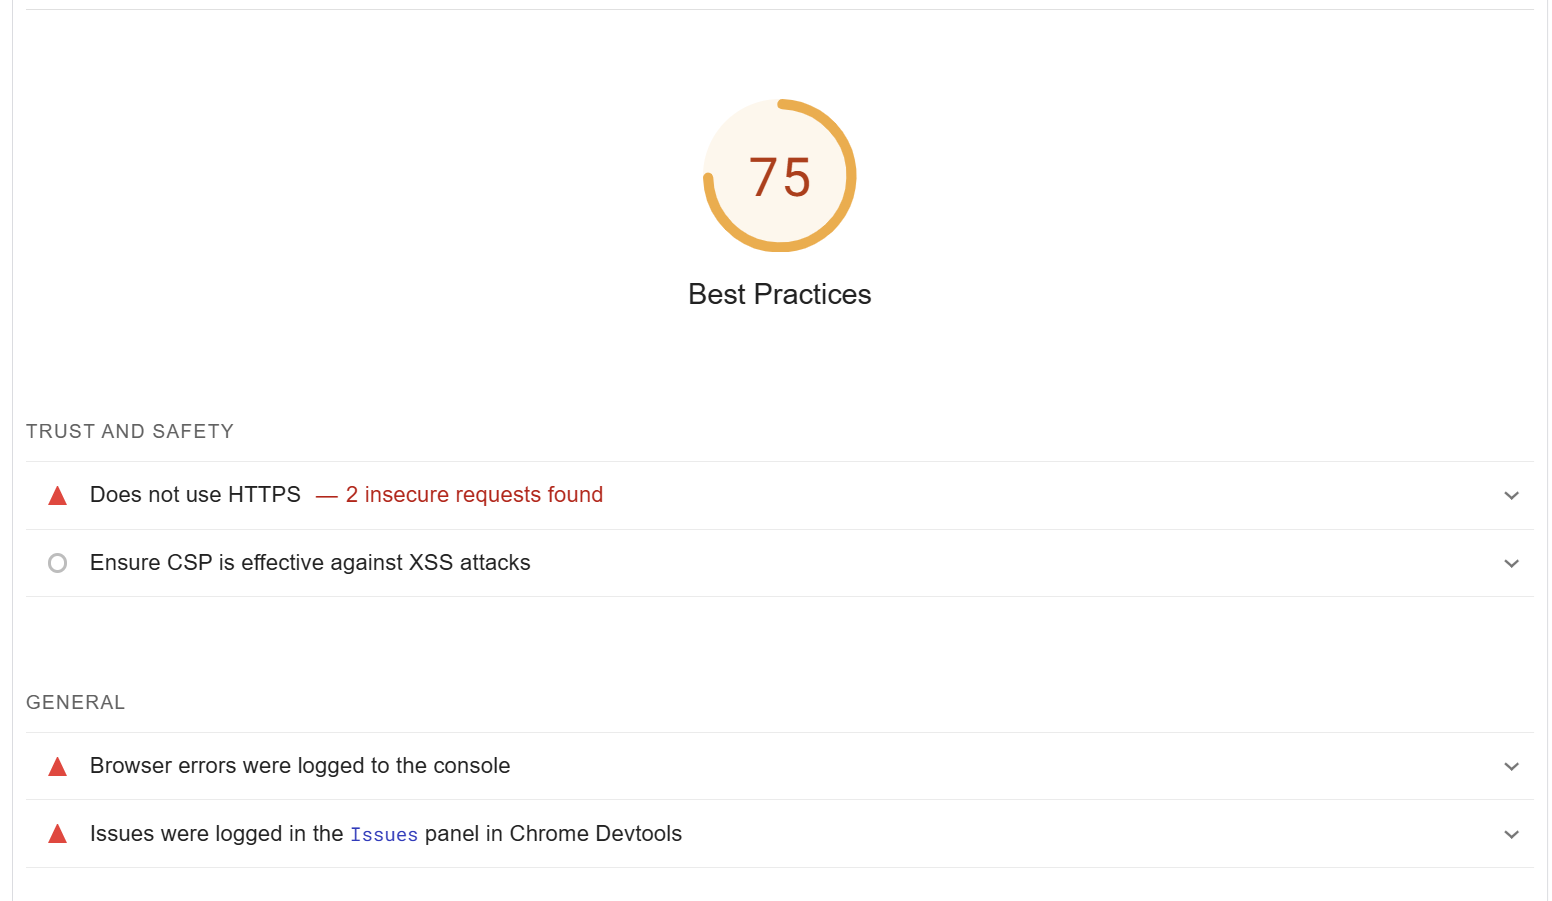 75
Best Practices
TRUST AND SAFETY
Does not use HTTPS — 2 insecure requests found
Ensure CSP is effective against XSS attacks
GENERAL
Browser errors were logged to the console
Issues were logged in the Issues panel in Chrome Devtools